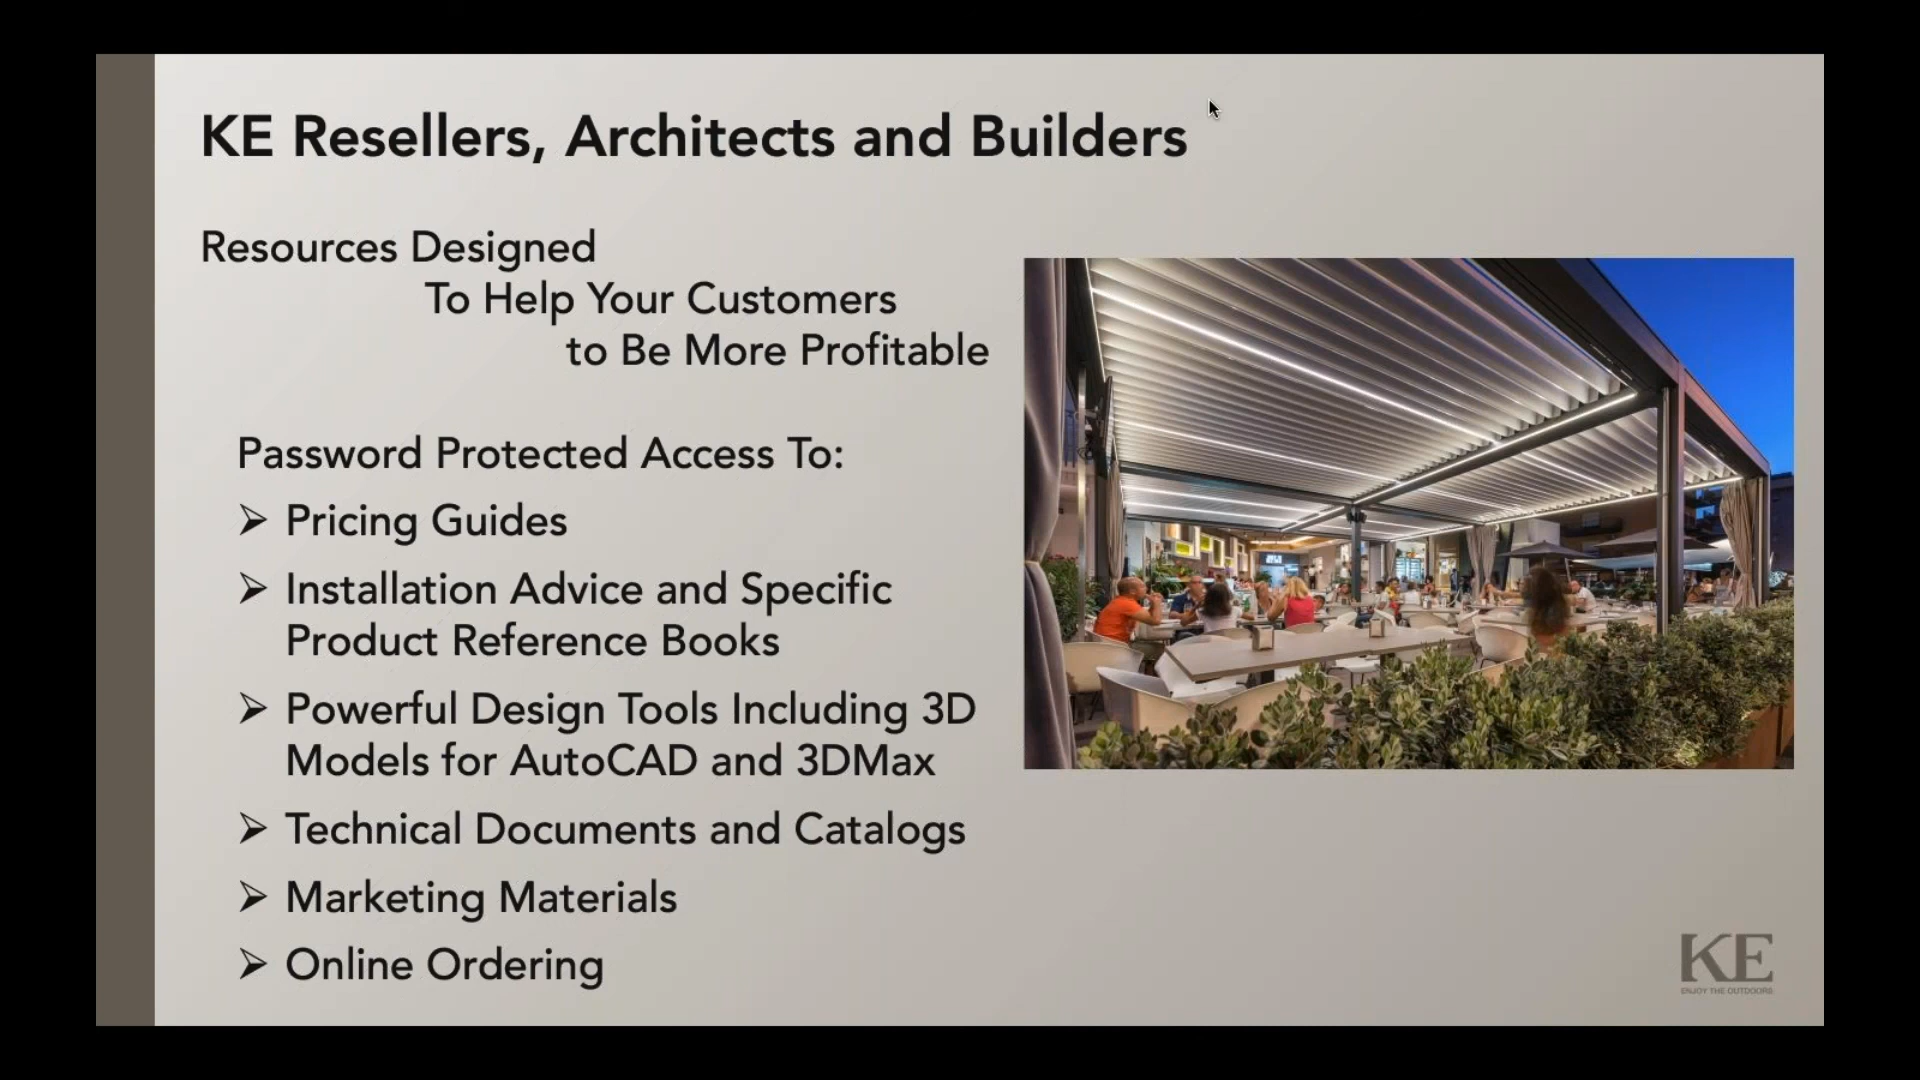 KE Resellers, Architects and Builders
Resources Designed
To Help Your Customers
to Be More Profitable
Password Protected Access To:
➢ Pricing Guides
➢ Installation Advice and Specific
Product Reference Books
➢ Powerful Design Tools Including 3D
Models for AutoCAD and 3DMax
➢ Technical Documents and Catalogs
➢ Marketing Materials
➢ Online Ordering
KE
ENJOY THE OUTDOORS